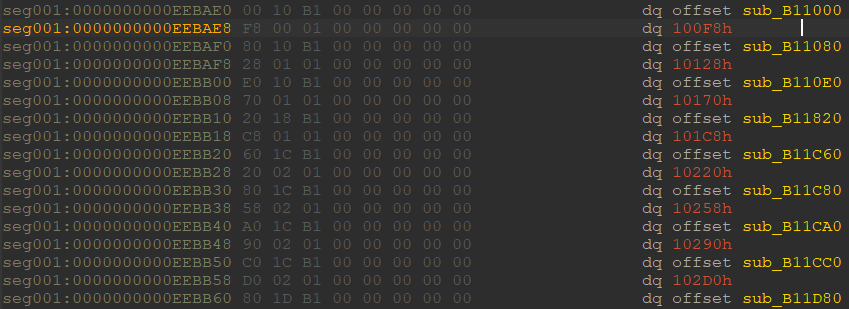 seg001:0000000000EEBAE0 00 10 B1 00 00 00 00 00 dq offset sub_B11000
seg001:0000000000EEBAE8 F8 00 01 00 00 00 00 00 dq 100F8h
seg001:0000000000EEBAF0 80 10 B1 00 00 00 00 00 dq offset sub_B11080
seg001:0000000000EEBAF8 28 01 01 00 00 00 00 00 dq 10128h
seg001:0000000000EEBB00 E0 10 B1 00 00 00 00 00 dq offset sub_B110E0
seg001:0000000000EEBB08 70 01 01 00 00 00 00 00 dq 10170h
seg001:0000000000EEBB10 20 18 B1 00 00 00 00 00 dq offset sub_B11820
seg001:0000000000EEBB18 C8 01 01 00 00 00 00 00 dq 101C8h
seg001:0000000000EEBB20 60 1C B1 00 00 00 00 00 dq offset sub_B11C60
seg001:0000000000EEBB28 20 02 01 00 00 00 00 00 dq 10220h
seg001:0000000000EEBB30 80 1C B1 00 00 00 00 00 dq offset sub_B11C80
seg001:0000000000EEBB38 58 02 01 00 00 00 00 00 dq 10258h
seg001:0000000000EEBB40 A0 1C B1 00 00 00 00 00 dq offset sub_B11CA0
seg001:0000000000EEBB48 90 02 01 00 00 00 00 00 dq 10290h
seg001:0000000000EEBB50 C0 1C B1 00 00 00 00 00 dq offset sub_B11CC0
seg001:0000000000EEBB58 D0 02 01 00 00 00 00 00 dq 102D0h
seg001:0000000000EEBB60 80 1D B1 00 00 00 00 00 dq offset sub_B11D80